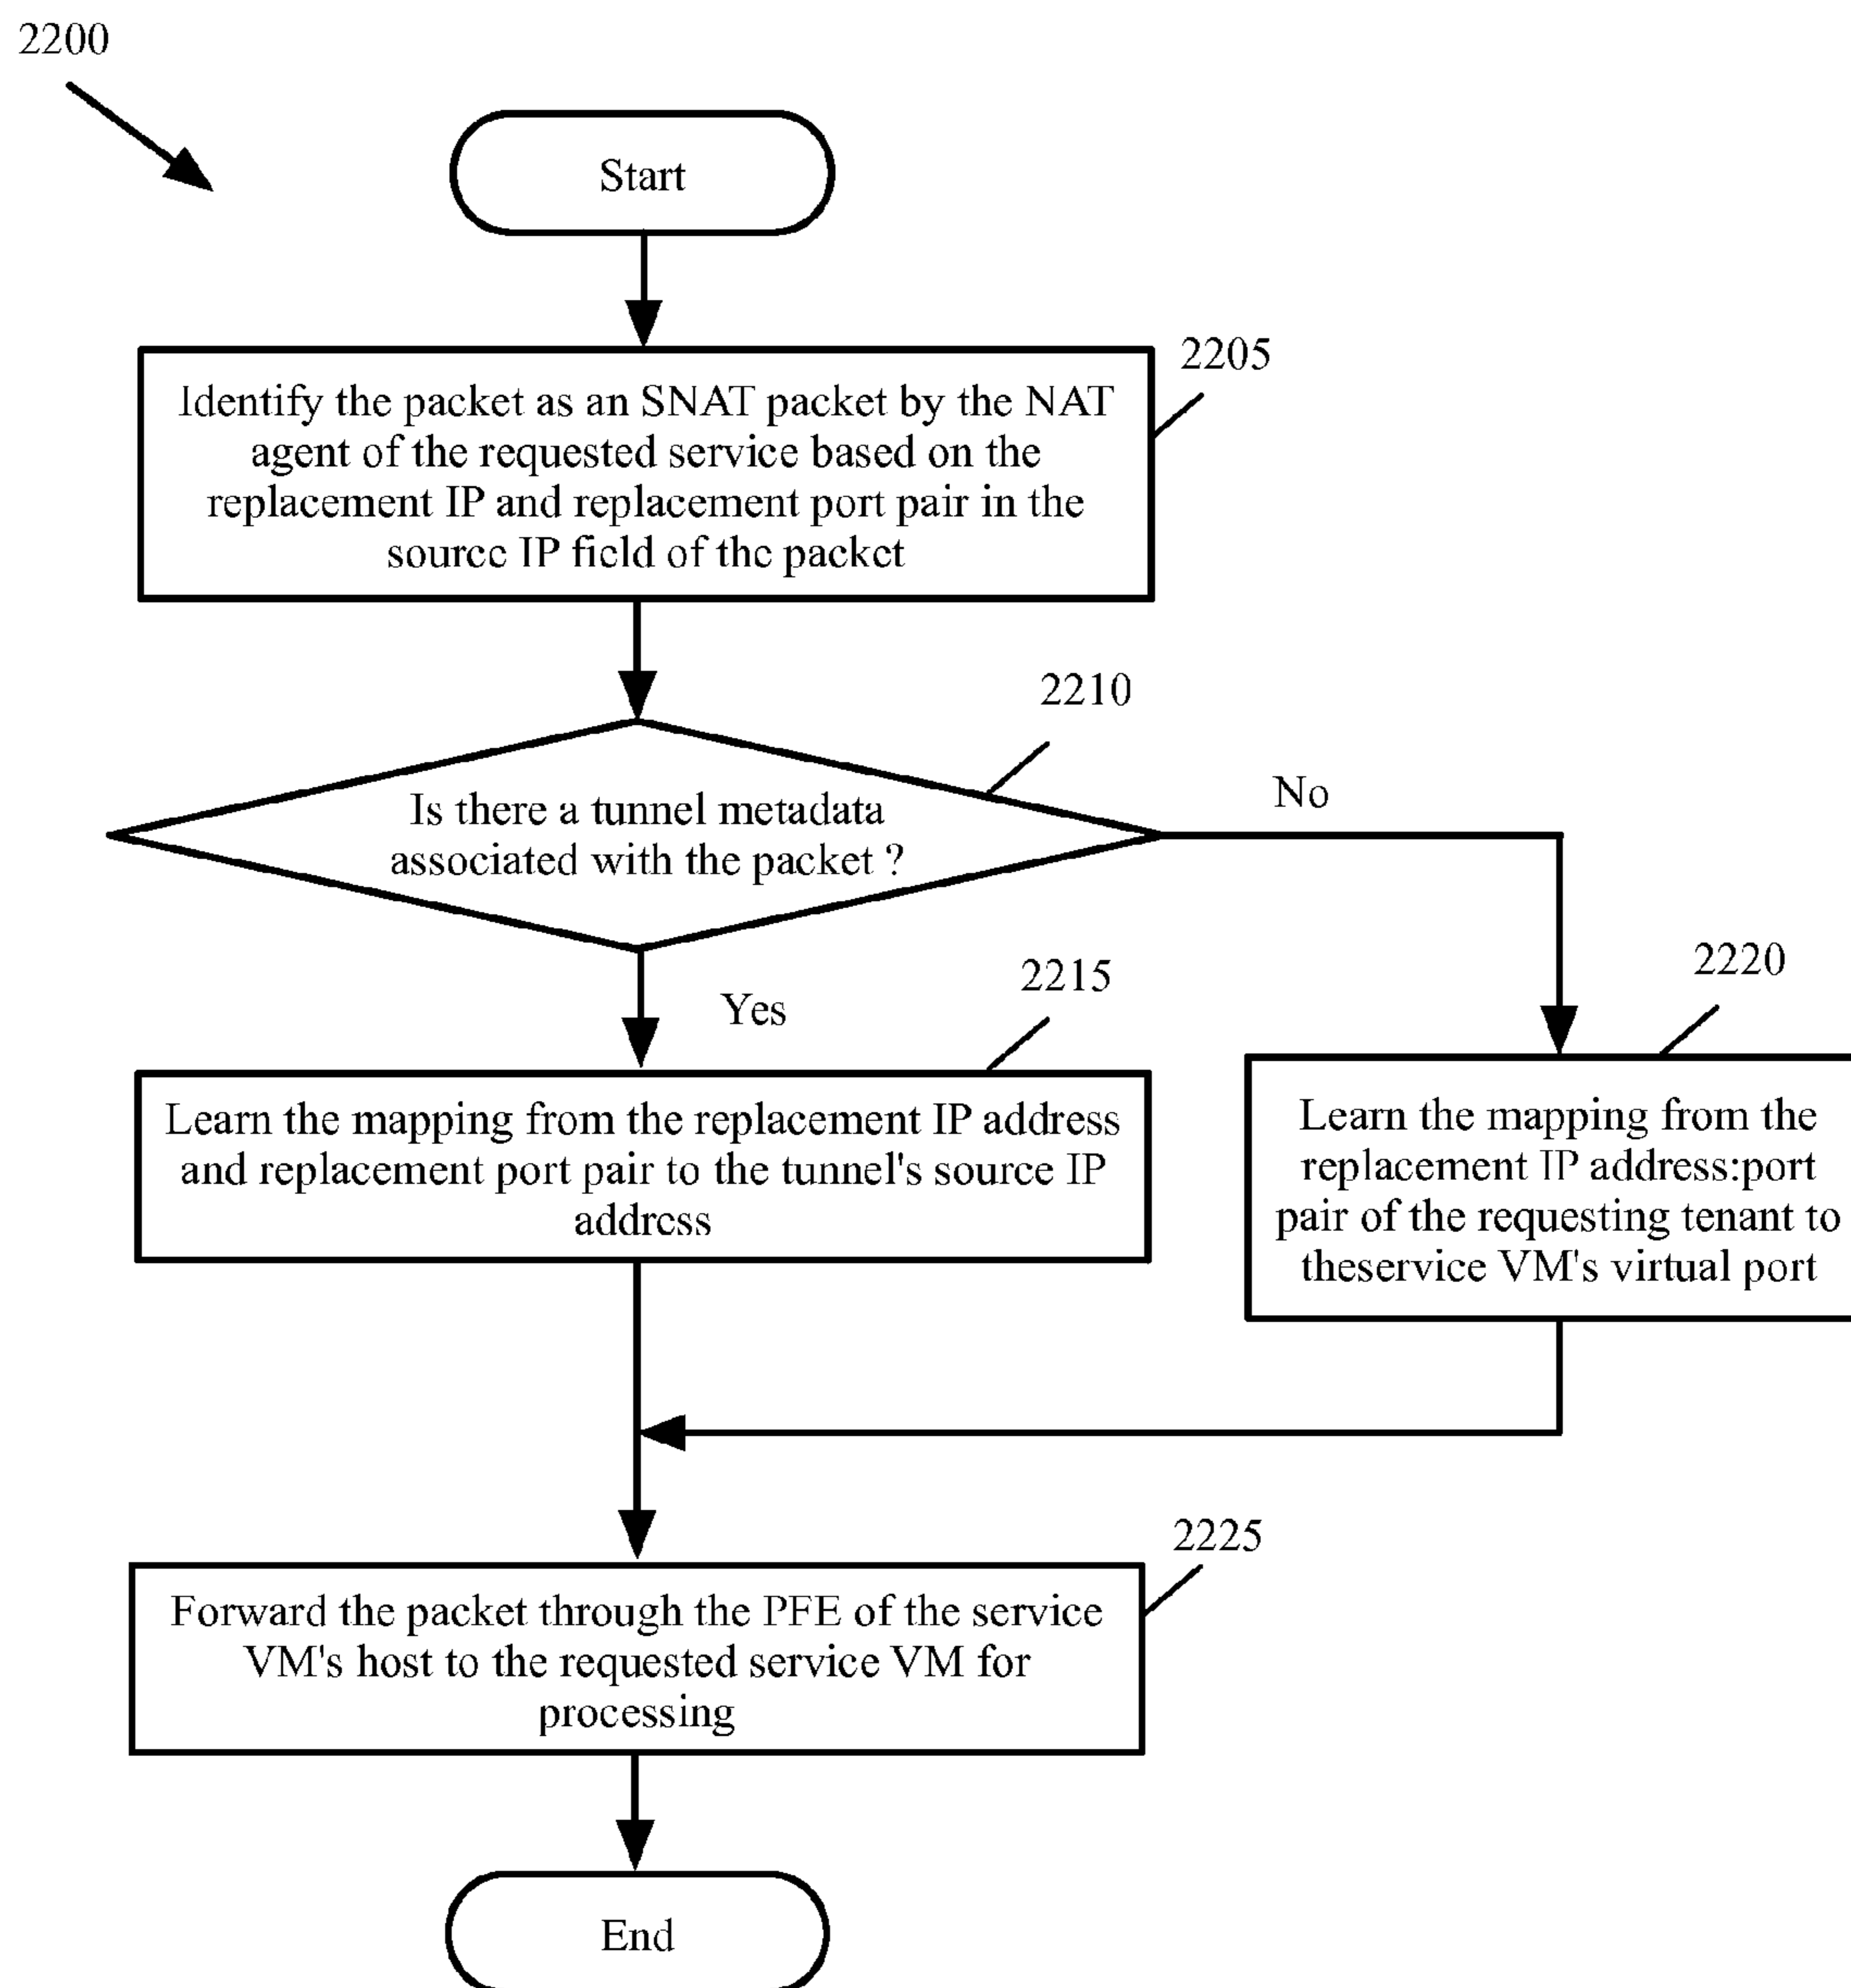 2200
Start
2205
Identify the packet as an SNAT packet by the NAT
agent of the requested service based on the
replacement IP and replacement port pair in the
source IP field of the packet
2210
Is there a tunnel metadata
associated with the packet ?
No
Yes
2215
Learn the mapping from the replacement IP address
and replacement port pair to the tunnel's source IP
address
2220
Learn the mapping from the
replacement IP address:port
pair of the requesting tenant to
theservice VM's virtual port
2225
Forward the packet through the PFE of the service
VM's host to the requested service VM for
processing
End